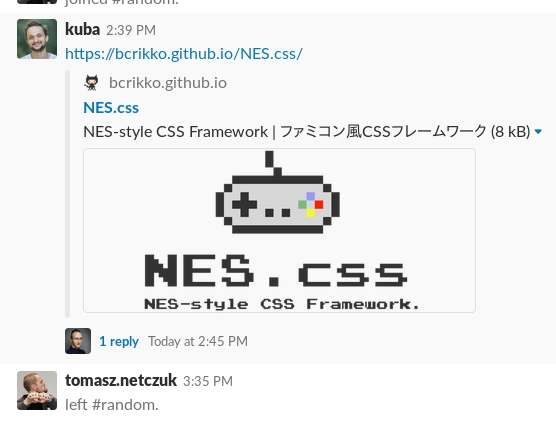 joined #random.
kuba 2:39 PM
https://bcrikko.github.io/NES.css/
bcrikko.github.io
NES.css
NES-style CSS Framework | ファミコン風CSSフレームワーク (8 kB)
NES.css
NES-style CSS Framework.
1 reply Today at 2:45 PM
tomasz.netczuk 3:35 PM
left #random.